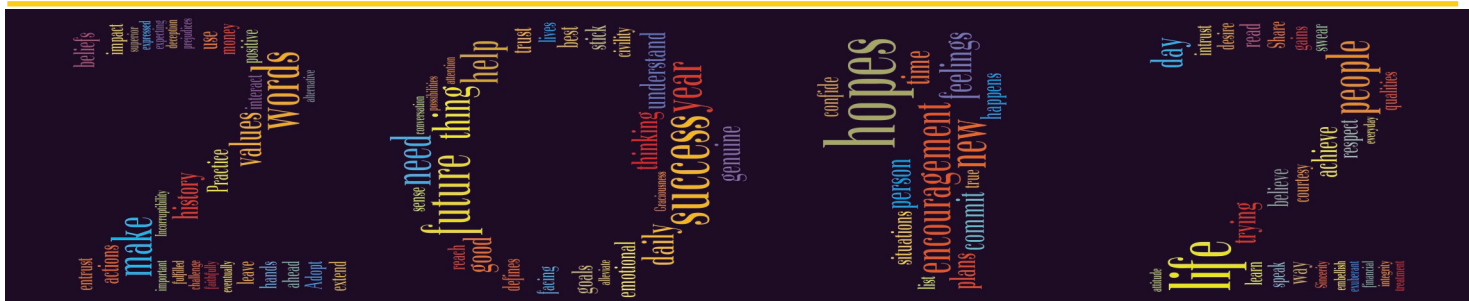 beliefs
impact
superior
expressed
expecting
deception
prejudices
use
money
positive
alternative
words
interact
values
Practice
history
Incorruptibility
make
actions
entrust
important
fulfilled
challenge
faithfully
eventually
leave
hands
ahead
Adopt
extend
need
sense
conversation
possibilities
attention
future
thing
help
trust
lives
best
stick
civility
understand
thinking
year
success
genuine
Graciousness
daily
emotional
alleviate
goals
facing
defines
good
reach
confide
hopes
time
feelings
happens
new
true
encouragement
person
situations
list
plans
commit
day
intrust
desire
read
Share
gains
swear
people
qualities
everyday
respect
achieve
courtesy
believe
trying
life
attitude
learn
speak
way
Sincerity
embelish
exuberant
financial
integrity
treatment